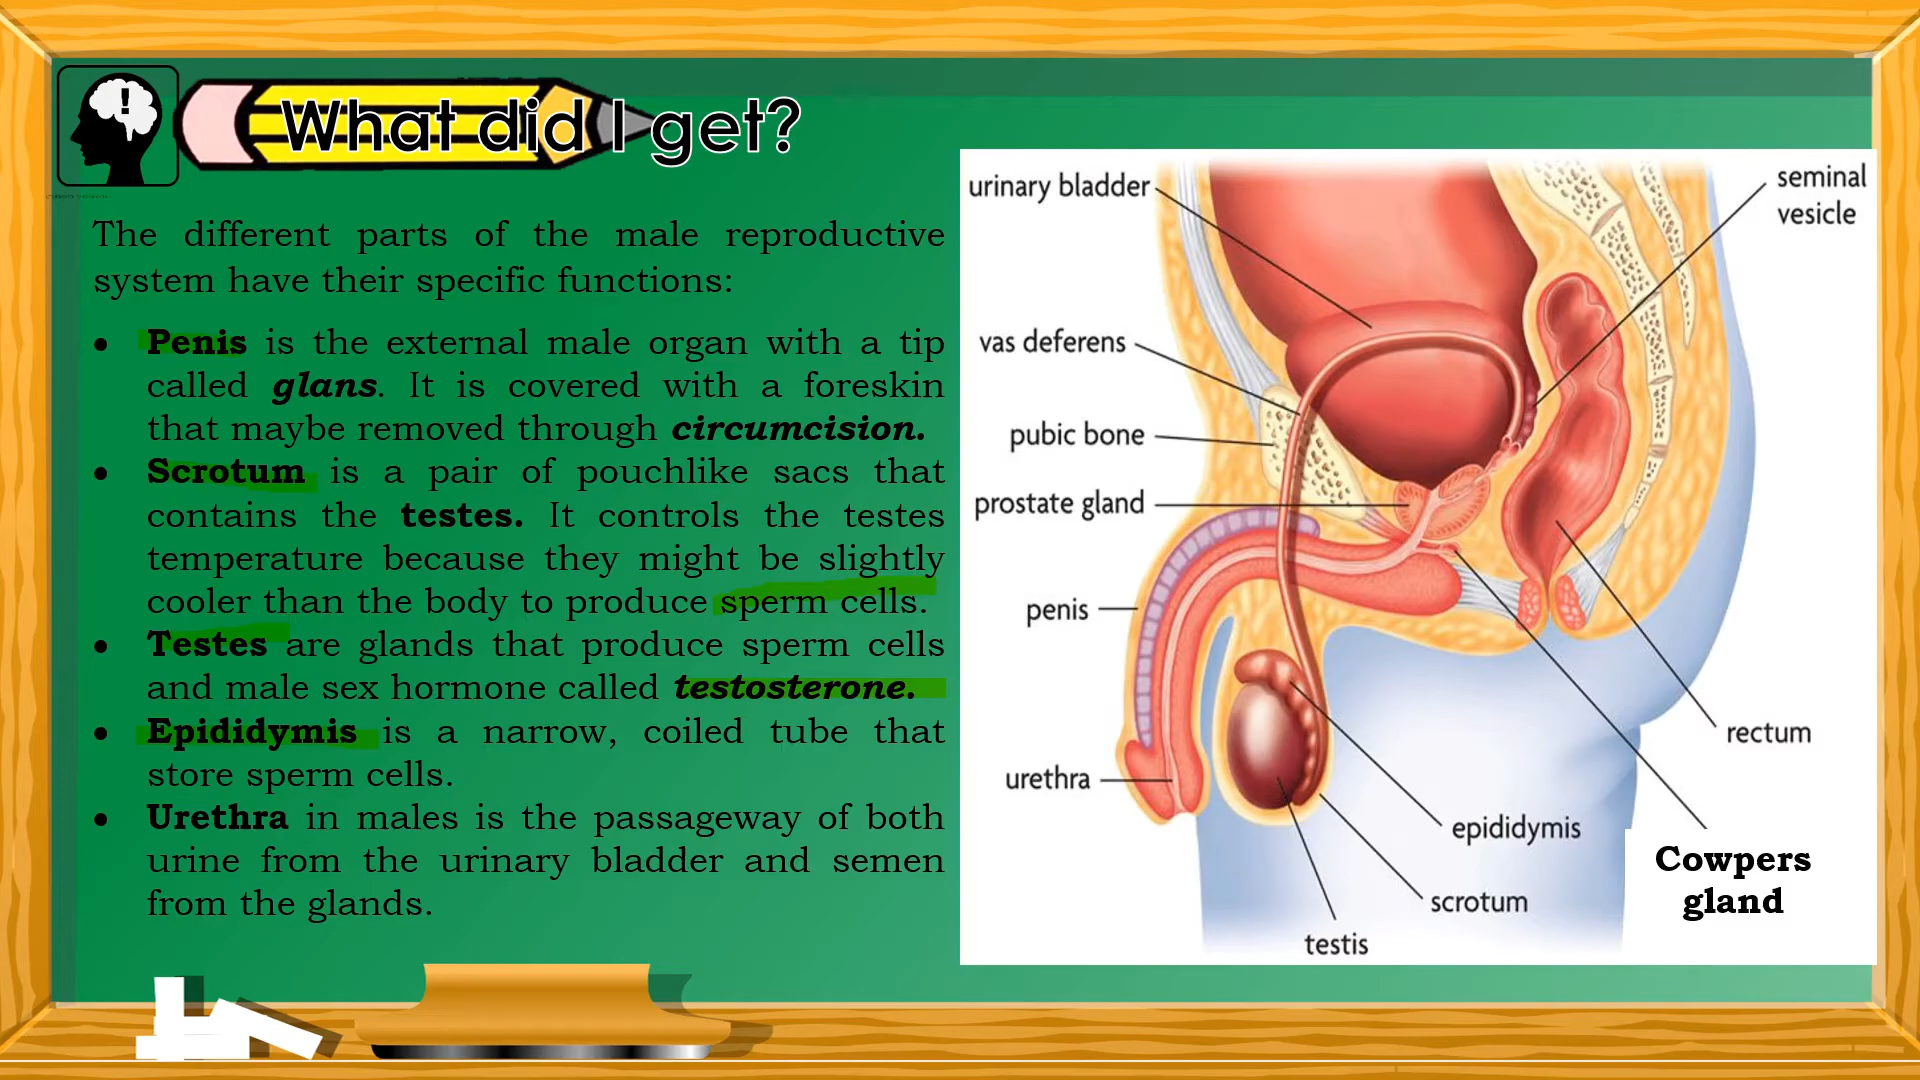 What did I get?
The different parts of the male reproductive
system have their specific functions:
• Penis is the external male organ with a tip
called glans. It is covered with a foreskin
that maybe removed through circumcision.
• Scrotum is a pair of pouchlike sacs that
contains the testes. It controls the testes
temperature because they might be slightly
cooler than the body to produce sperm cells.
• Testes are glands that produce sperm cells
and male sex hormone called testosterone.
• Epididymis is a narrow, coiled tube that
store sperm cells.
• Urethra in males is the passageway of both
urine from the urinary bladder and semen
from the glands.
urinary bladder
seminal
vesicle
vas deferens
pubic bone
prostate gland
penis
urethra
rectum
epididymis
Cowpers
gland
scrotum
testis